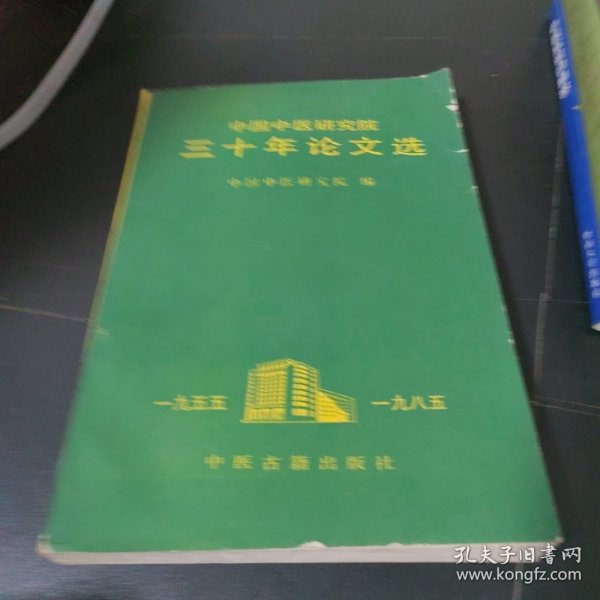 中国中医研究院
三十年论文选
中国中医研究院 编
一九五五
一九八五
中医古籍出版社
孔夫子旧书网
www.kongfz.com